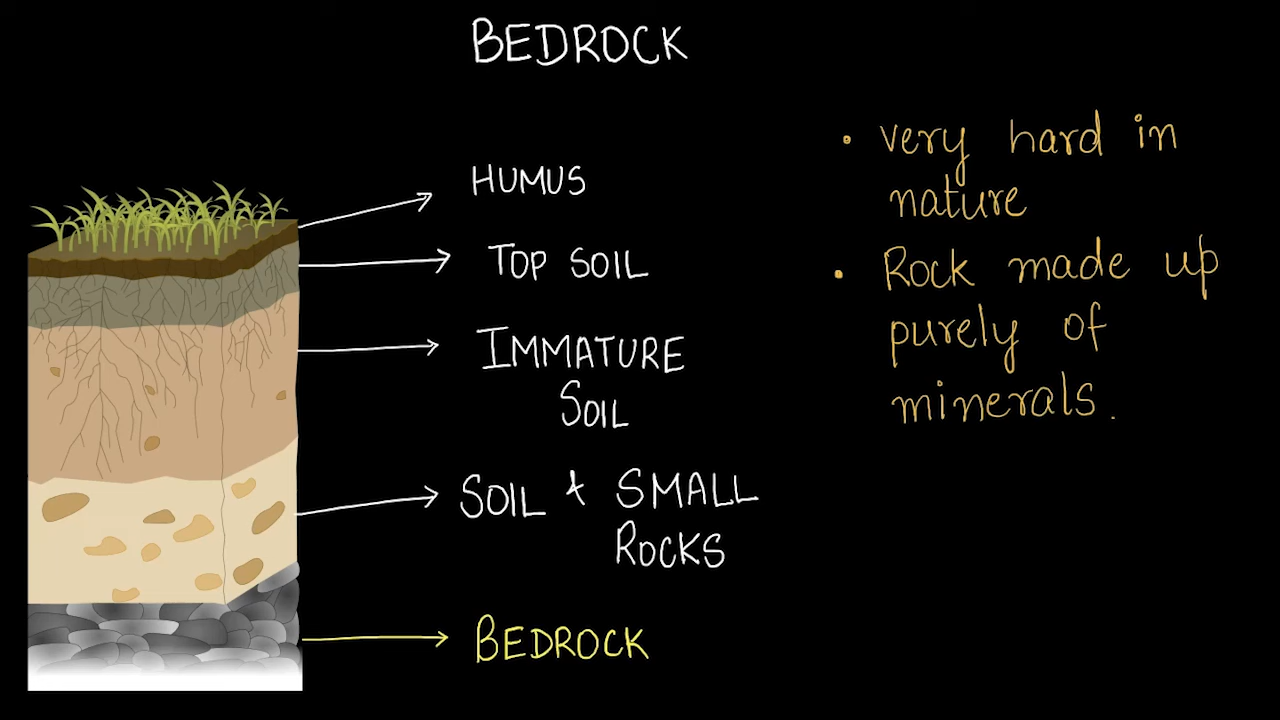 BEDROCK
HUMUS
TOP SOIL
IMMATURE
SOIL
SOIL & SMALL
ROCKS
BEDROCK
• very hard in
nature
• Rock made up
purely of
minerals.